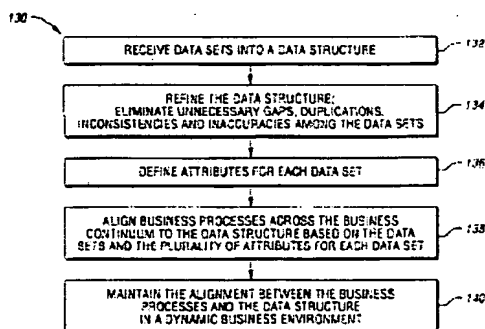 130
RECEIVE DATA SETS INTO A DATA STRUCTURE
132
REFINE THE DATA STRUCTURE;
ELIMINATE UNNECESSARY GAPS, DUPLICATIONS,
INCONSISTENCIES AND INACCURACIES AMONG THE DATA SETS
134
DEFINE ATTRIBUTES FOR EACH DATA SET
136
ALIGN BUSINESS PROCESSES ACROSS THE BUSINESS
CONTINUUM TO THE DATA STRUCTURE BASED ON THE DATA
SETS AND THE PLURALITY OF ATTRIBUTES FOR EACH DATA SET
138
MAINTAIN THE ALIGNMENT BETWEEN THE BUSINESS
PROCESSES AND THE DATA STRUCTURE
IN A DYNAMIC BUSINESS ENVIRONMENT
140